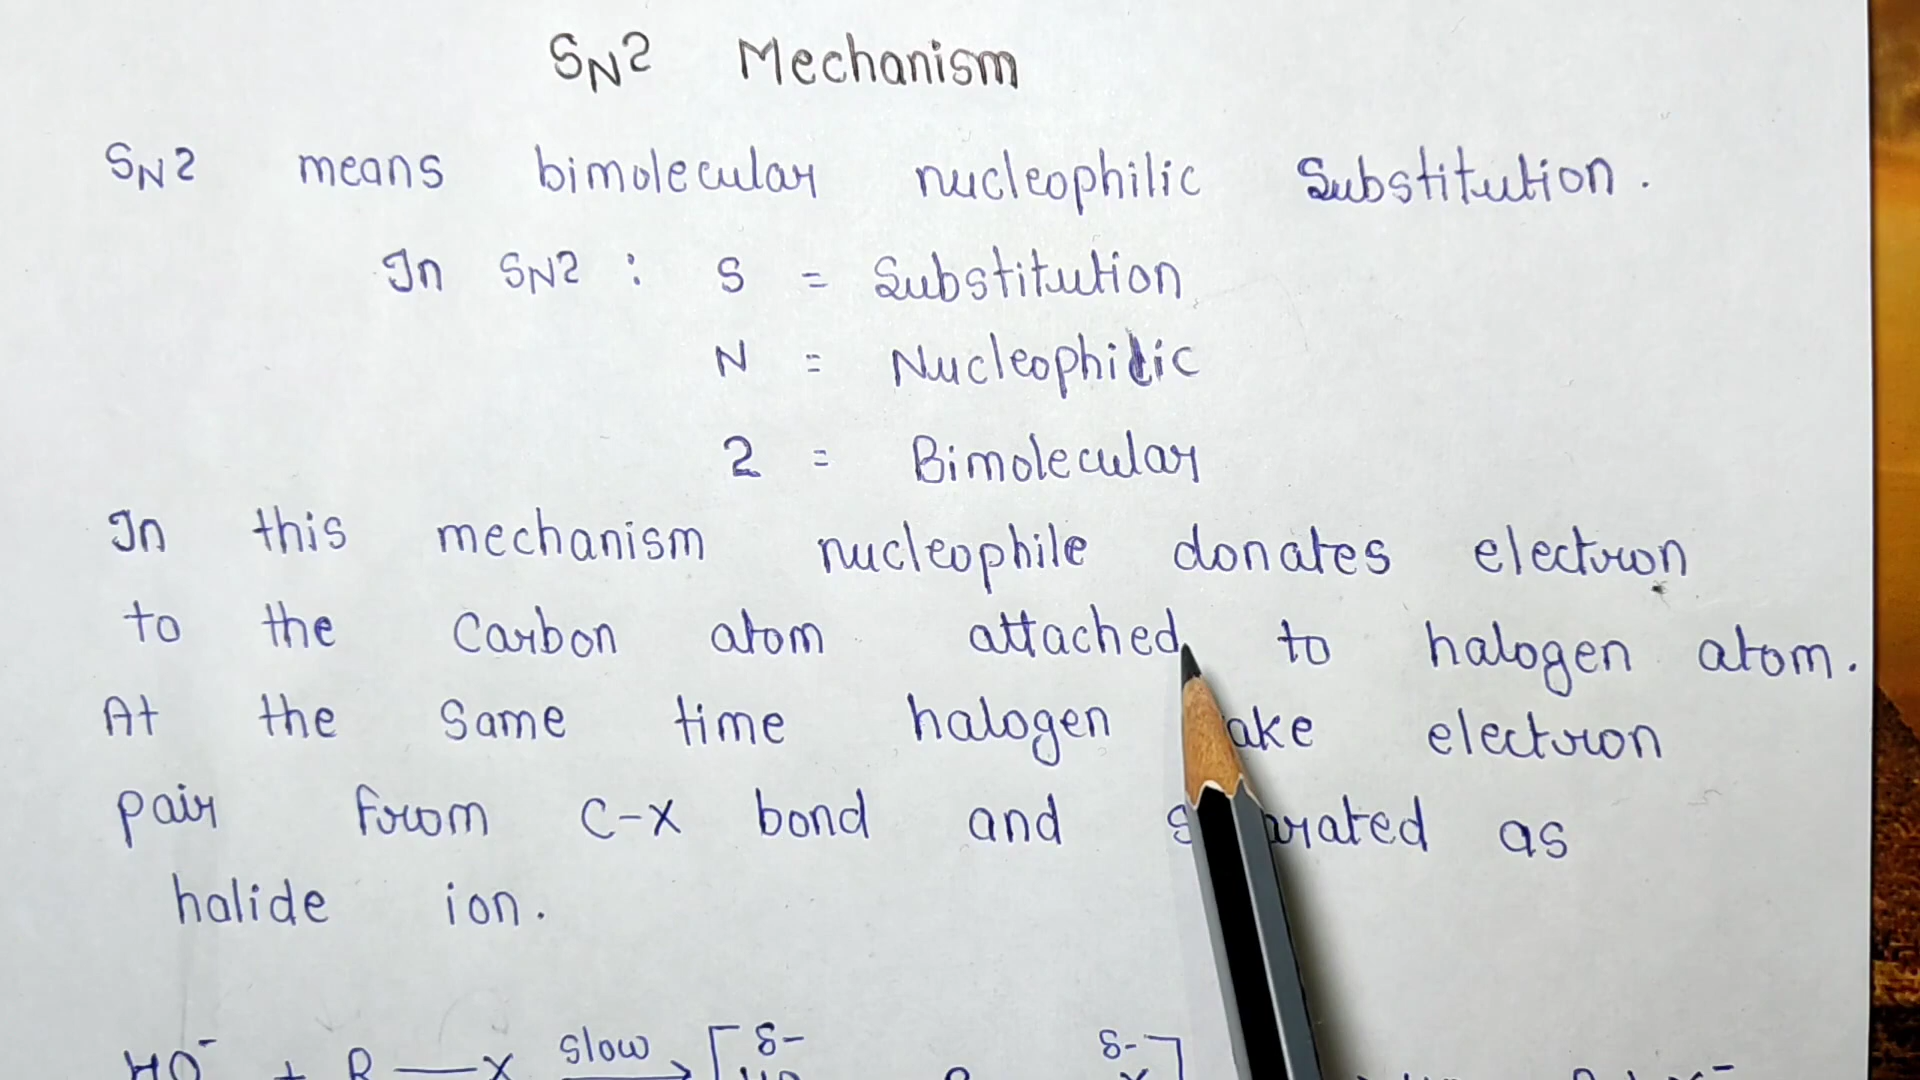 SN2 Mechanism
SN2 means bimolecular nucleophilic Substitution.
In SN2 : S = Substitution
N = Nucleophilic
2 = Bimolecular
In this mechanism nucleophile donates electron
to the Carbon atom attached to halogen atom.
At the same time halogen electron
pair from C-X bond and as
halide ion.
HO⁻ + R—X slow → [ δ- δ- ]